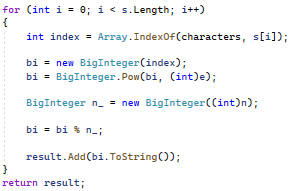 for (int i = 0; i < s.Length; i++)
{
int index = Array.IndexOf(characters, s[i]);
bi = new BigInteger(index);
bi = BigInteger.Pow(bi, (int)e);
BigInteger n_ = new BigInteger((int)n);
bi = bi % n_;
result.Add(bi.ToString());
}
return result;